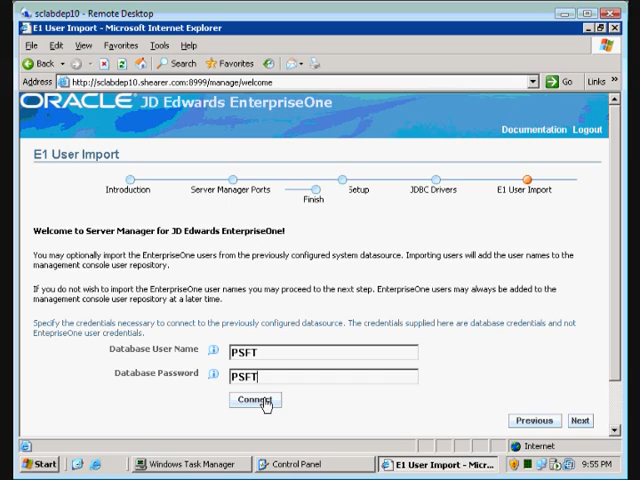 sclabdep10 - Remote Desktop
E1 User Import - Microsoft Internet Explorer
File Edit View Favorites Tools Help
Back Search Favorites
Address http://sclabdep10.shearer.com:8999/manage/welcome Go Links »
ORACLE JD Edwards EnterpriseOne
Documentation Logout
E1 User Import
Introduction Server Manager Ports Setup JDBC Drivers E1 User Import
Finish
Welcome to Server Manager for JD Edwards EnterpriseOne!
You may optionally import the EnterpriseOne users from the previously configured system datasource. Importing users will add the user names to the
management console user repository.
If you do not wish to import the EnterpriseOne user names you may proceed to the next step. EnterpriseOne users may always be added to the
management console user repository at a later time.
Specify the credentials necessary to connect to the previously configured datasource. The credentials supplied here are database credentials and not
EntepriseOne user credentials.
Database User Name PSFT
Database Password PSFT
Connect
Previous Next
Internet
Start Windows Task Manager Control Panel E1 User Import - Micr... 9:55 PM